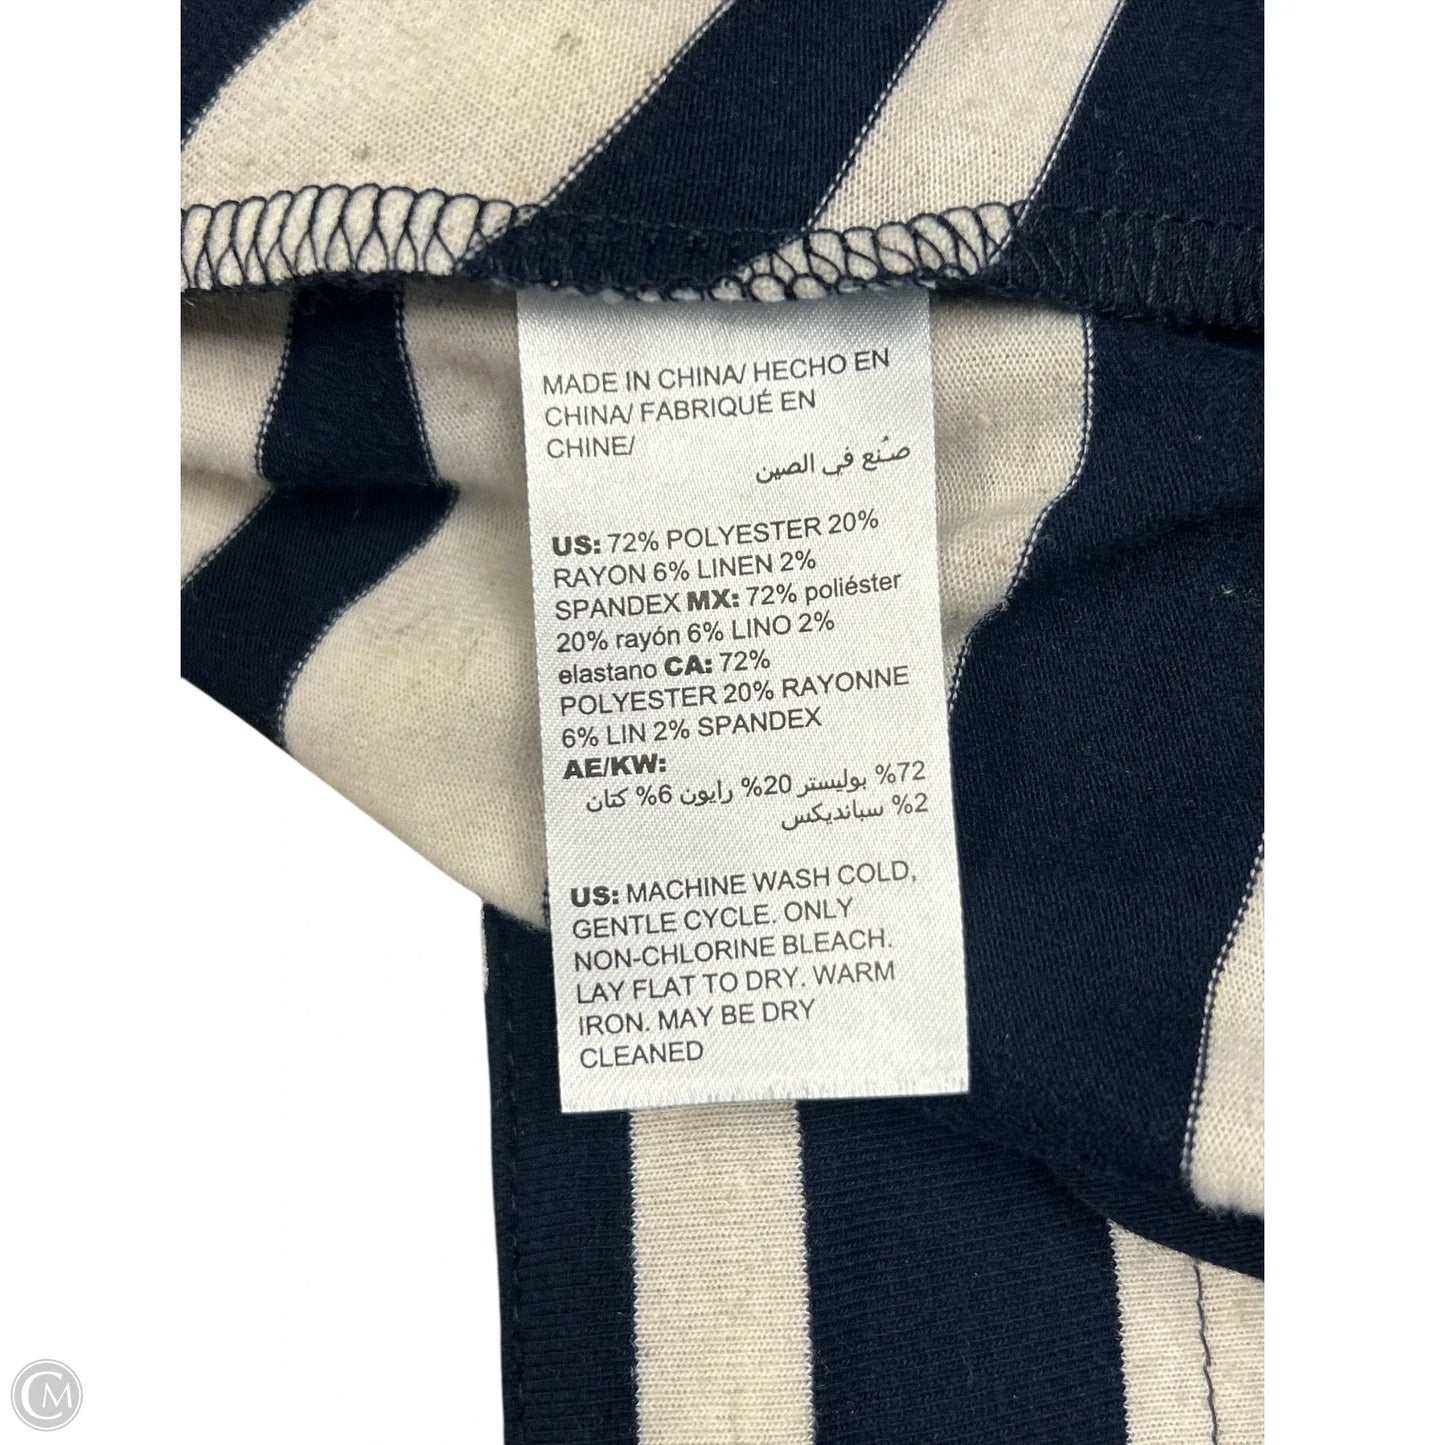 MADE IN CHINA/ HECHO EN
CHINA/ FABRIQUÉ EN
CHINE/
صُنع في الصين
US: 72% POLYESTER 20%
RAYON 6% LINEN 2%
SPANDEX MX: 72% poliéster
20% rayón 6% LINO 2%
elastano CA: 72%
POLYESTER 20% RAYONNE
6% LIN 2% SPANDEX
AE/KW:
72% بوليستر 20% رايون 6% كتان
2% سبانديكس
US: MACHINE WASH COLD,
GENTLE CYCLE. ONLY
NON-CHLORINE BLEACH.
LAY FLAT TO DRY. WARM
IRON. MAY BE DRY
CLEANED
CM